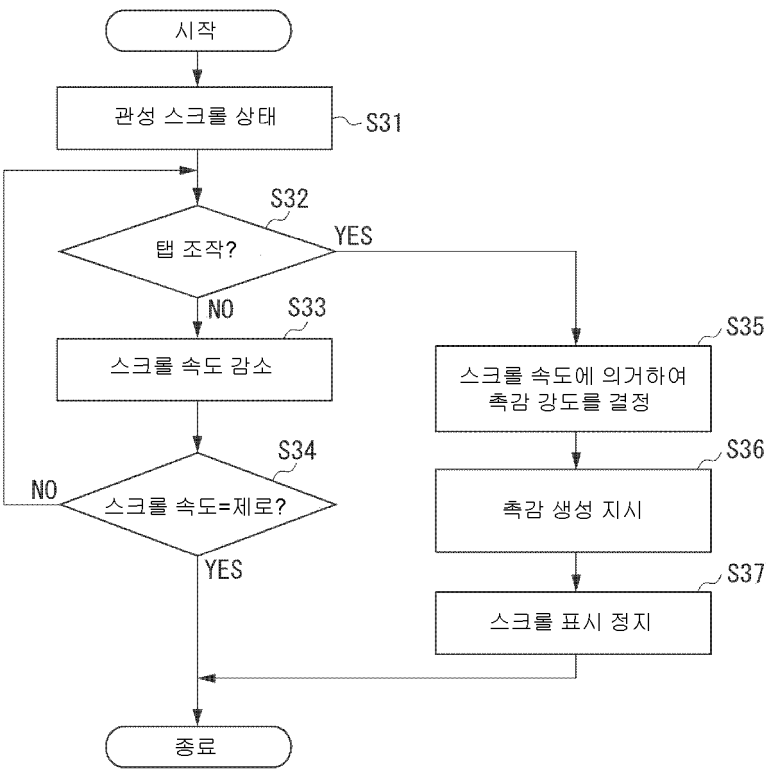 시작
관성 스크롤 상태
S31
S32
탭 조작?
YES
NO
S33
스크롤 속도 감소
S34
스크롤 속도=제로?
NO
YES
S35
스크롤 속도에 의거하여
촉감 강도를 결정
S36
촉감 생성 지시
S37
스크롤 표시 정지
종료